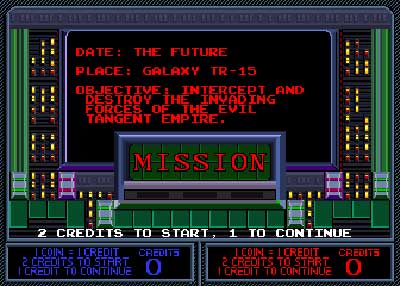 DATE: THE FUTURE
PLACE: GALAXY TR-15
OBJECTIVE: INTERCEPT AND
DESTROY THE INVADING
FORCES OF THE EVIL
TANGENT EMPIRE.
MISSION
2 CREDITS TO START, 1 TO CONTINUE
1 COIN = 1 CREDIT
2 CREDITS TO START
1 CREDIT TO CONTINUE
CREDITS
0
1 COIN = 1 CREDIT
2 CREDITS TO START
1 CREDIT TO CONTINUE
CREDITS
0